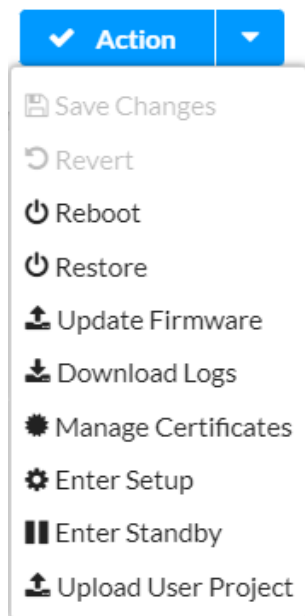 Action
Save Changes
Revert
Reboot
Restore
Update Firmware
Download Logs
Manage Certificates
Enter Setup
Enter Standby
Upload User Project